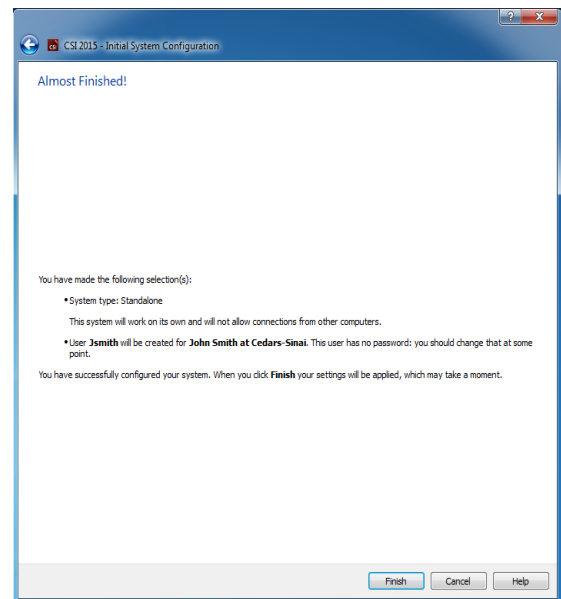 CSI 2015 - Initial System Configuration
Almost Finished!
You have made the following selection(s):
• System type: Standalone
This system will work on its own and will not allow connections from other computers.
• User Jsmith will be created for John Smith at Cedars-Sinai. This user has no password: you should change that at some
point.
You have successfully configured your system. When you click Finish your settings will be applied, which may take a moment.
Finish Cancel Help